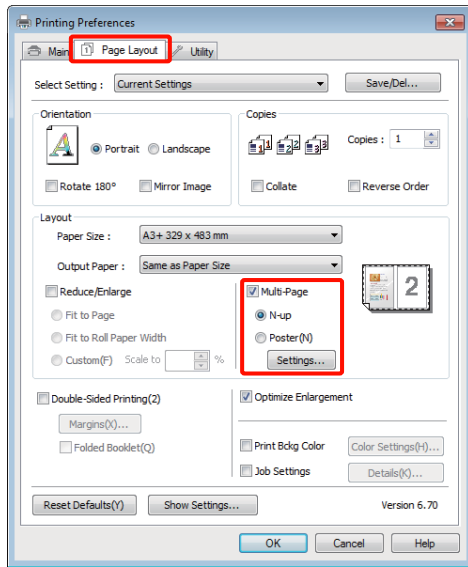 Printing Preferences
Main Page Layout Utility
Select Setting : Current Settings Save/Del...
Orientation
Portrait Landscape
Rotate 180° Mirror Image
Copies
Copies : 1
Collate Reverse Order
Layout
Paper Size : A3+ 329 x 483 mm
Output Paper : Same as Paper Size
Reduce/Enlarge
Fit to Page
Fit to Roll Paper Width
Custom(F) Scale to %
Multi-Page
N-up
Poster(N)
Settings...
2
Double-Sided Printing(2)
Margins(X)...
Folded Booklet(Q)
Optimize Enlargement
Print Bckg Color Color Settings(H)...
Job Settings Details(K)...
Reset Defaults(Y) Show Settings... Version 6.70
OK Cancel Help